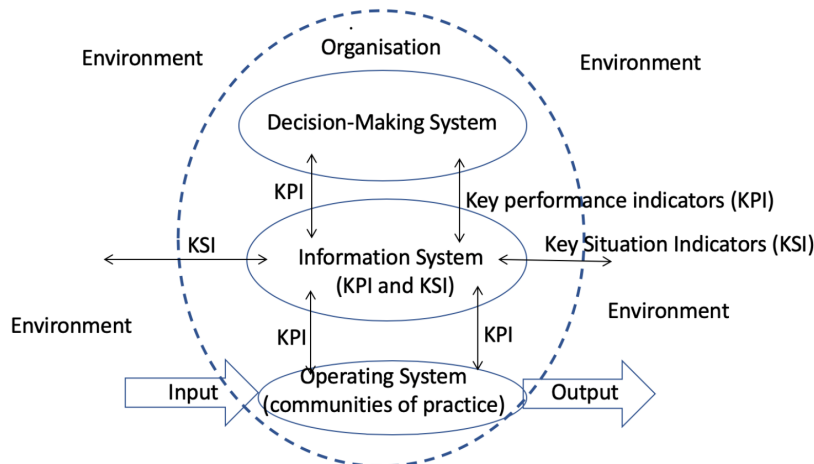 Organisation
Environment
Environment
Decision-Making System
KPI
Key performance indicators (KPI)
KSI
Key Situation Indicators (KSI)
Information System
(KPI and KSI)
Environment
Environment
KPI
KPI
Operating System
(communities of practice)
Input
Output